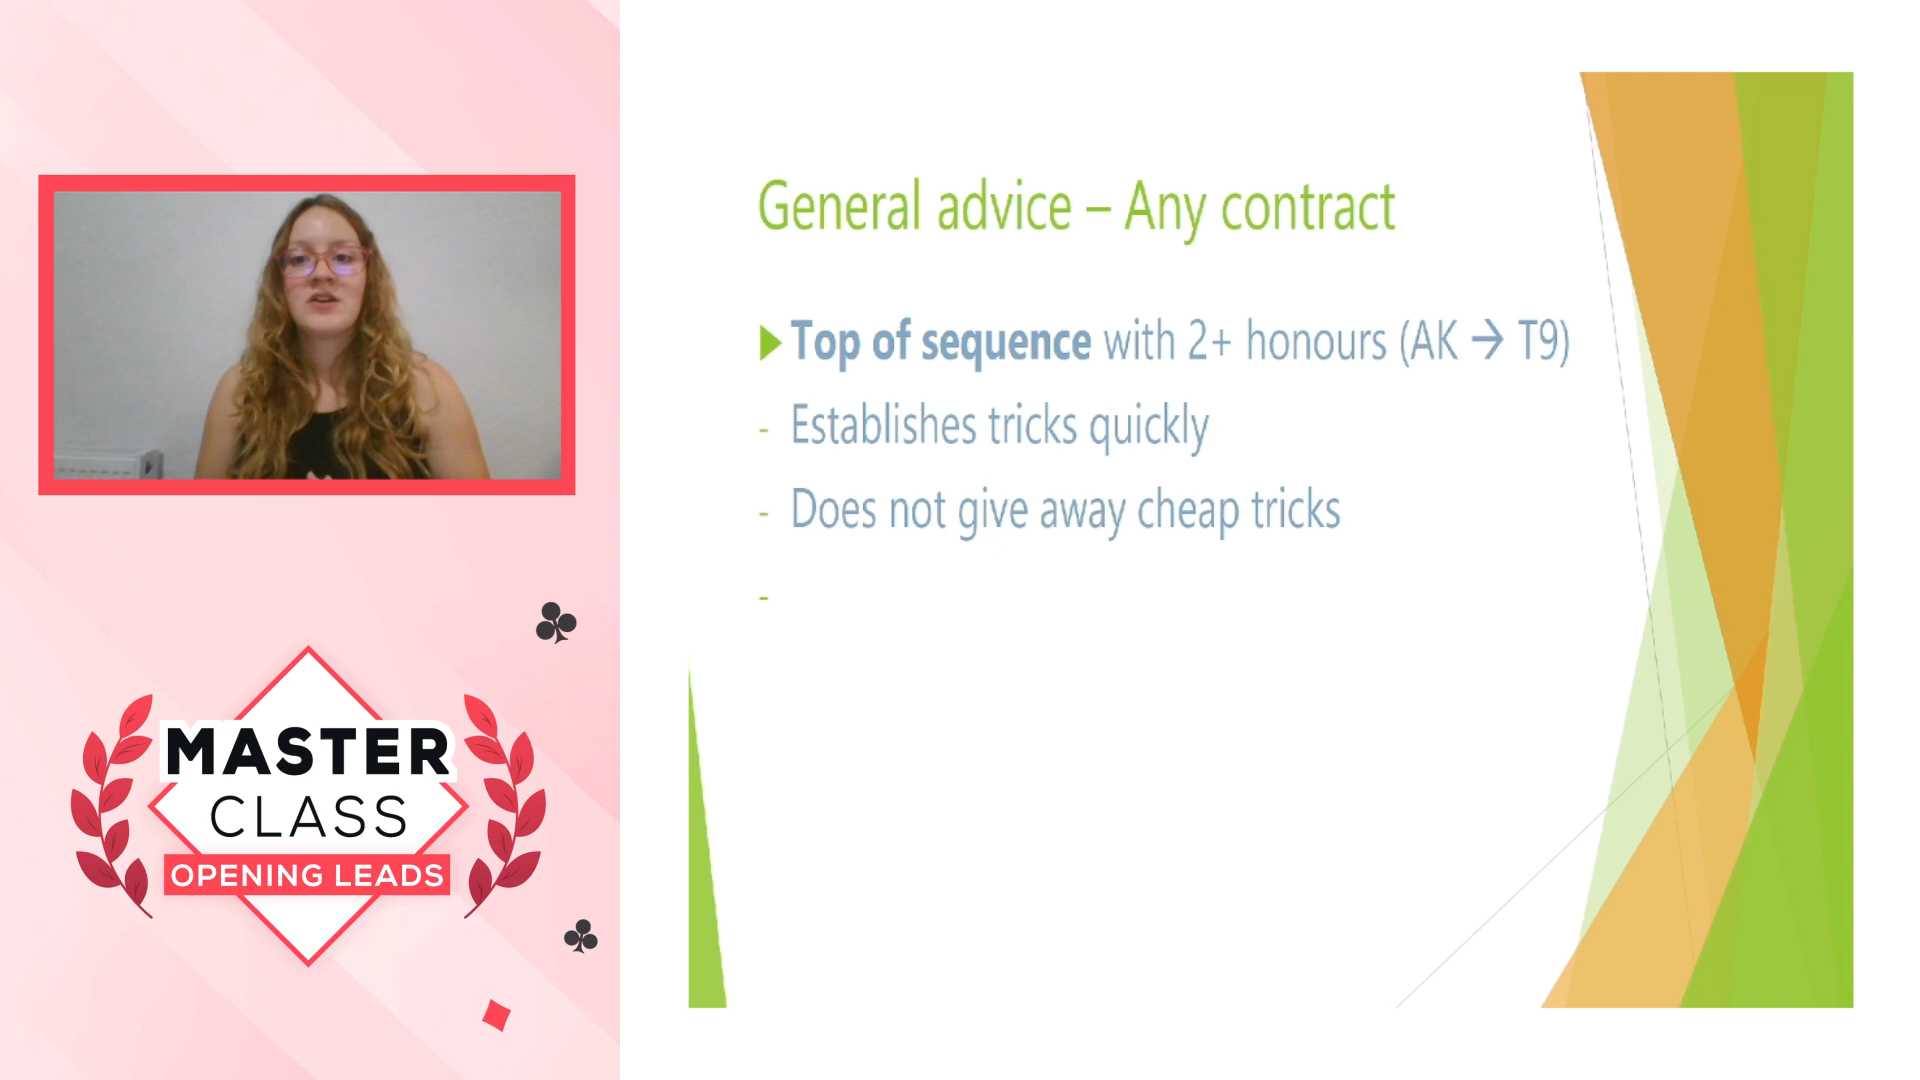 General advice – Any contract
Top of sequence with 2+ honours (AK → T9)
- Establishes tricks quickly
- Does not give away cheap tricks
-
MASTER
CLASS
OPENING LEADS